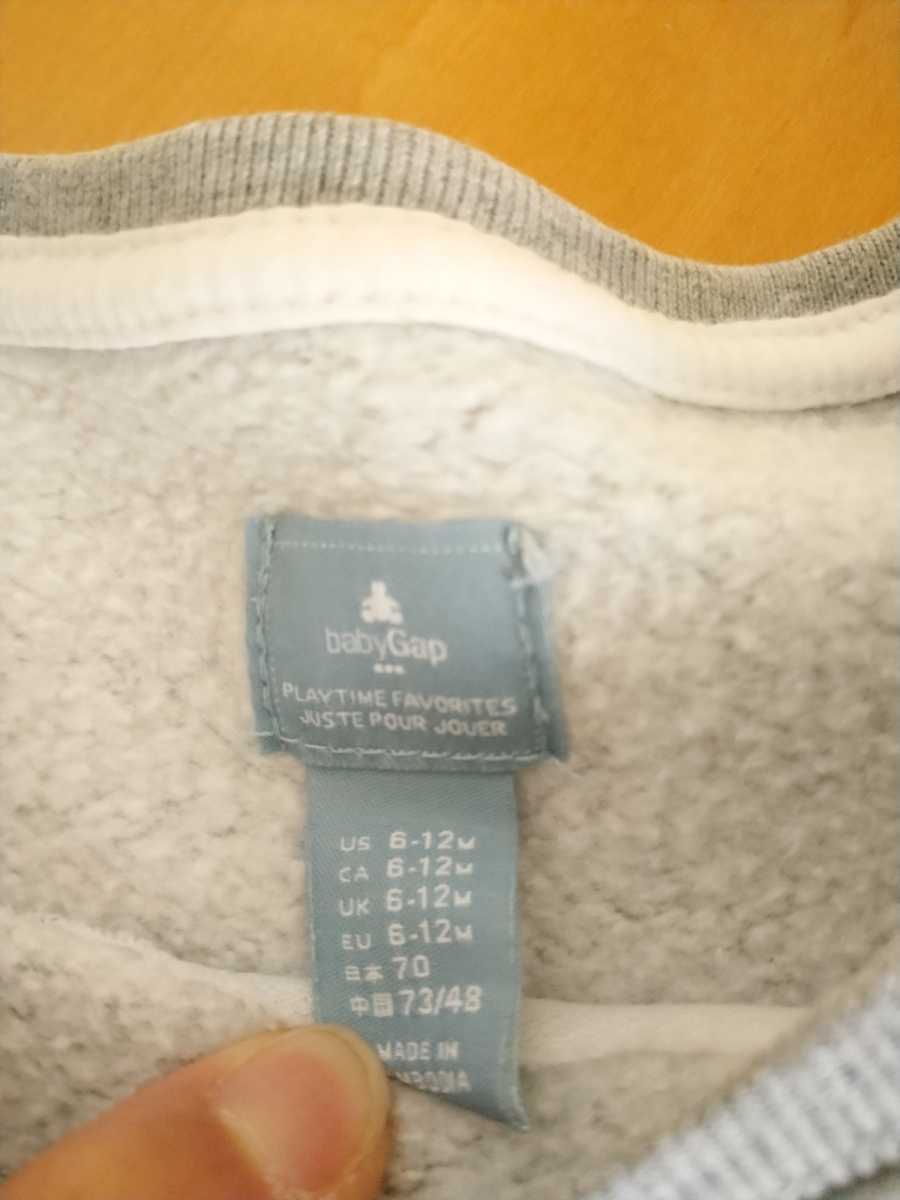 babyGap
PLAYTIME FAVORITES
JUSTE POUR JOUER
US 6-12M
CA 6-12M
UK 6-12M
EU 6-12M
日本 70
中国 73/48
MADE IN